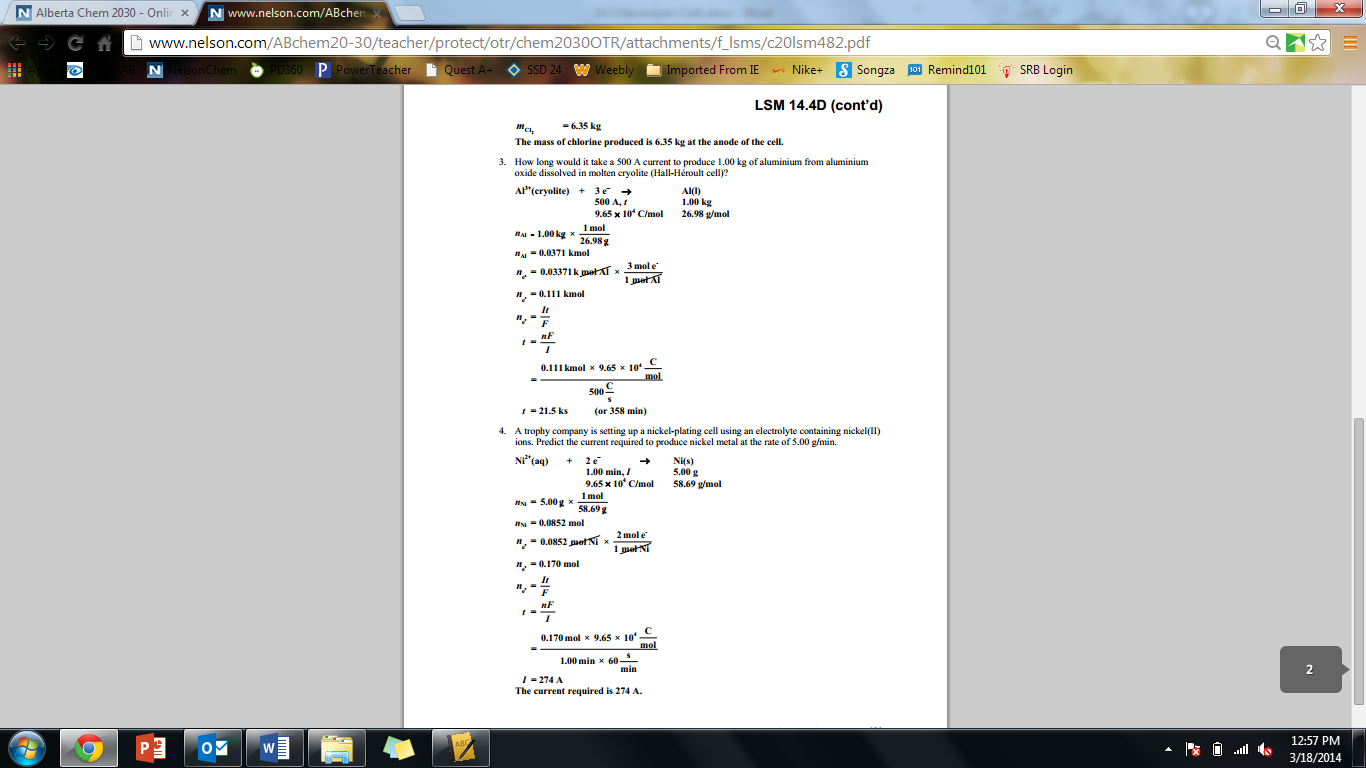 Alberta Chem 2030 - Onlin
www.nelson.com/ABchen
www.nelson.com/ABchem20-30/teacher/protect/otr/chem2030OTR/attachments/f_lsms/c20lsm482.pdf
NelsonChem PD360 PowerTeacher Quest A+ SSD 24 Weebly Imported From IE Nike+ Songza Remind101 SRB Login
LSM 14.4D (cont'd)
m Cl₂ = 6.35 kg
The mass of chlorine produced is 6.35 kg at the anode of the cell.
3. How long would it take a 500 A current to produce 1.00 kg of aluminium from aluminium
oxide dissolved in molten cryolite (Hall-Héroult cell)?
Al³⁺(cryolite) + 3 e⁻ → Al(l)
500 A, t 1.00 kg
9.65 × 10⁴ C/mol 26.98 g/mol
nAl = 1.00 kg × 1 mol / 26.98 g
nAl = 0.0371 kmol
ne⁻ = 0.03371 k mol Al × 3 mol e⁻ / 1 mol Al
ne⁻ = 0.111 kmol
ne⁻ = It / F
t = nF / I
= 0.111 kmol × 9.65 × 10⁴ C/mol / 500 C/s
t = 21.5 ks (or 358 min)
4. A trophy company is setting up a nickel-plating cell using an electrolyte containing nickel(II)
ions. Predict the current required to produce nickel metal at the rate of 5.00 g/min.
Ni²⁺(aq) + 2 e⁻ → Ni(s)
1.00 min, I 5.00 g
9.65 × 10⁴ C/mol 58.69 g/mol
nNi = 5.00 g × 1 mol / 58.69 g
nNi = 0.0852 mol
ne⁻ = 0.0852 mol Ni × 2 mol e⁻ / 1 mol Ni
ne⁻ = 0.170 mol
ne⁻ = It / F
t = nF / I
= 0.170 mol × 9.65 × 10⁴ C/mol / 1.00 min × 60 s/min
I = 274 A
The current required is 274 A.
2
12:57 PM
3/18/2014